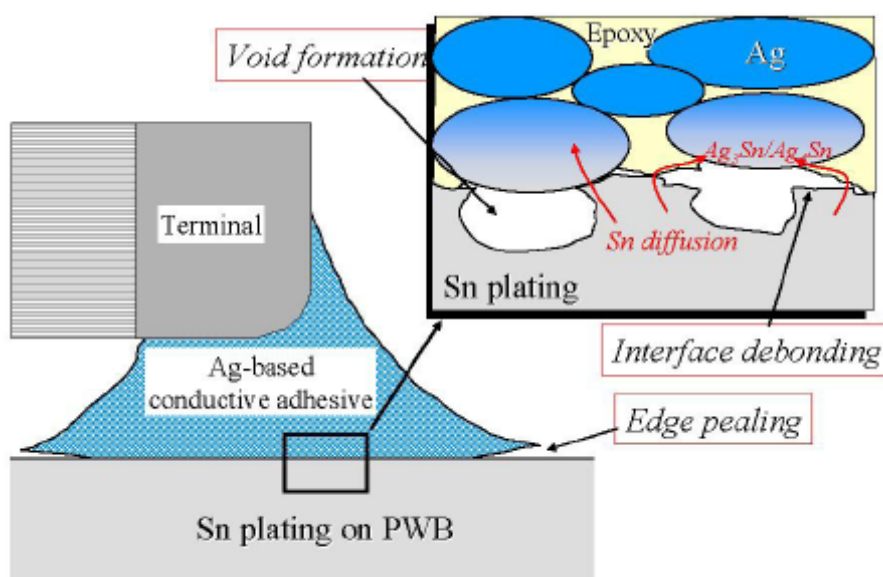 Void formation
Epoxy
Ag
Ag3Sn/Ag4Sn
Sn diffusion
Sn plating
Interface debonding
Edge pealing
Terminal
Ag-based
conductive adhesive
Sn plating on PWB